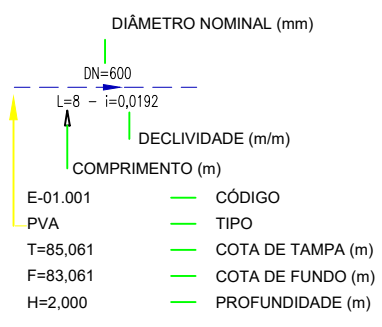 DIÂMETRO NOMINAL (mm)
DN=600
L=8 - i=0,0192
DECLIVIDADE (m/m)
COMPRIMENTO (m)
E-01.001 CÓDIGO
PVA TIPO
T=85,061 COTA DE TAMPA (m)
F=83,061 COTA DE FUNDO (m)
H=2,000 PROFUNDIDADE (m)